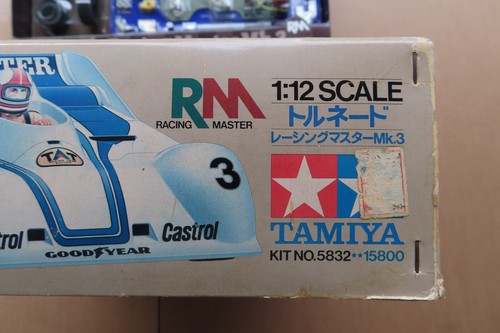 TER
RM
RACING MASTER
1:12 SCALE
トルネード
レーシングマスターMk.3
TAT
3
trol
Castrol
GOODYEAR
TAMIYA
KIT NO.5832**15800